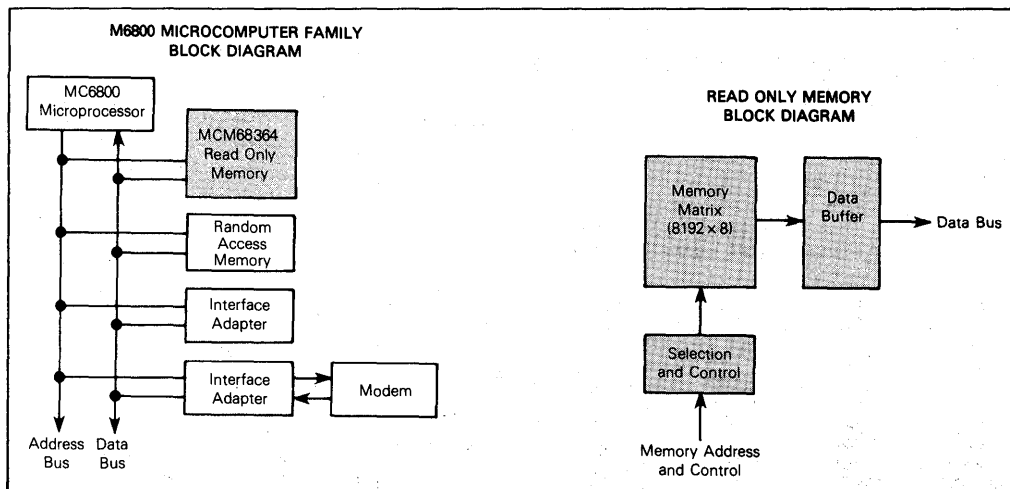 M6800 MICROCOMPUTER FAMILY
BLOCK DIAGRAM
MC6800
Microprocessor
MCM68364
Read Only
Memory
Random
Access
Memory
Interface
Adapter
Interface
Adapter
Modem
Address
Bus
Data
Bus
READ ONLY MEMORY
BLOCK DIAGRAM
Memory
Matrix
(8192 × 8)
Data
Buffer
Data Bus
Selection
and Control
Memory Address
and Control